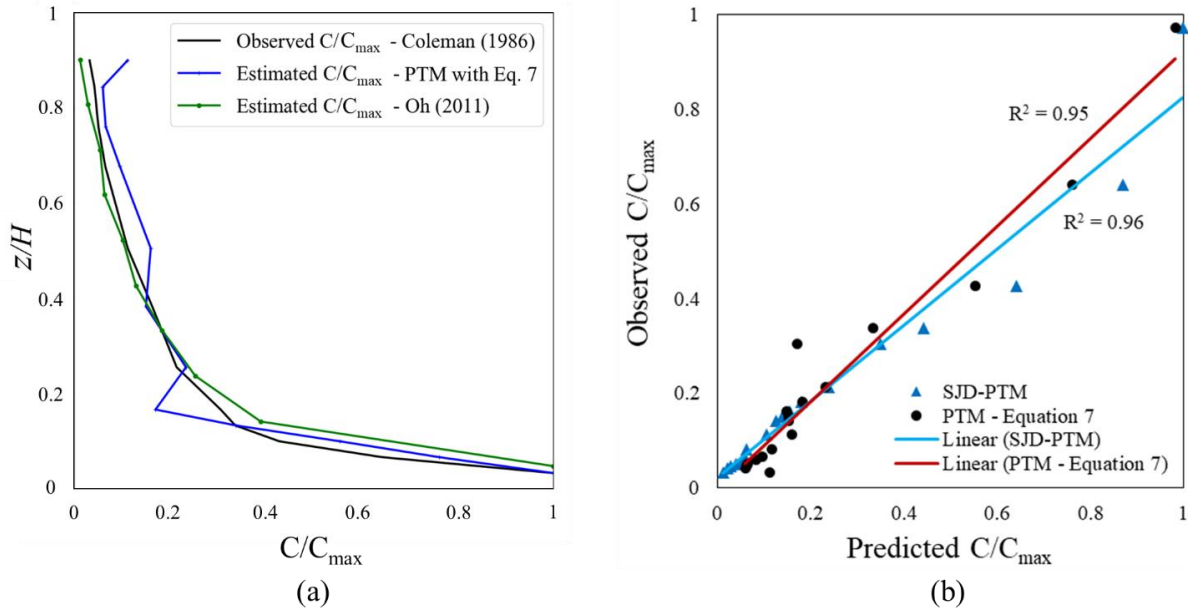 1
0.8
0.6
0.4
0.2
0
z/H
Observed C/Cmax - Coleman (1986)
Estimated C/Cmax - PTM with Eq. 7
Estimated C/Cmax - Oh (2011)
0
0.2
0.4
0.6
0.8
1
C/Cmax
(a)
1
0.8
0.6
0.4
0.2
0
Observed C/Cmax
R² = 0.95
R² = 0.96
SJD-PTM
PTM - Equation 7
Linear (SJD-PTM)
Linear (PTM - Equation 7)
0
0.2
0.4
0.6
0.8
1
Predicted C/Cmax
(b)